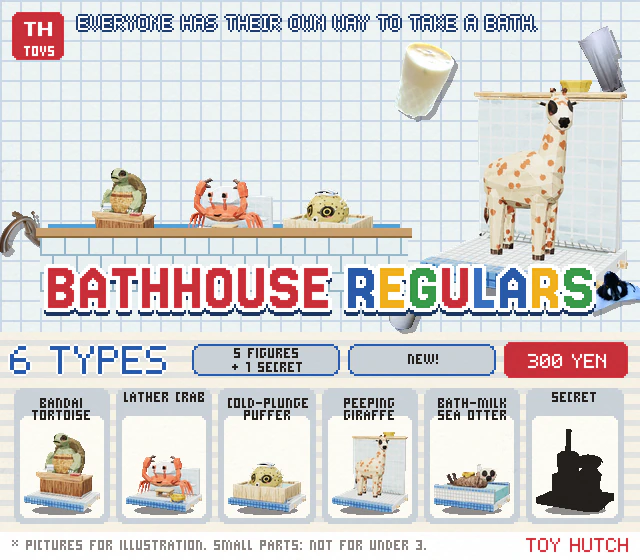 TH
TOYS
EVERYONE HAS THEIR OWN WAY TO TAKE A BATH.
BATHHOUSE REGULARS
6 TYPES
5 FIGURES
+ 1 SECRET
NEW!
300 YEN
BANDAI
TORTOISE
LATHER CRAB
COLD-PLUNGE
PUFFER
PEEPING
GIRAFFE
BATH-MILK
SEA OTTER
SECRET
* PICTURES FOR ILLUSTRATION. SMALL PARTS: NOT FOR UNDER 3.
TOY HUTCH